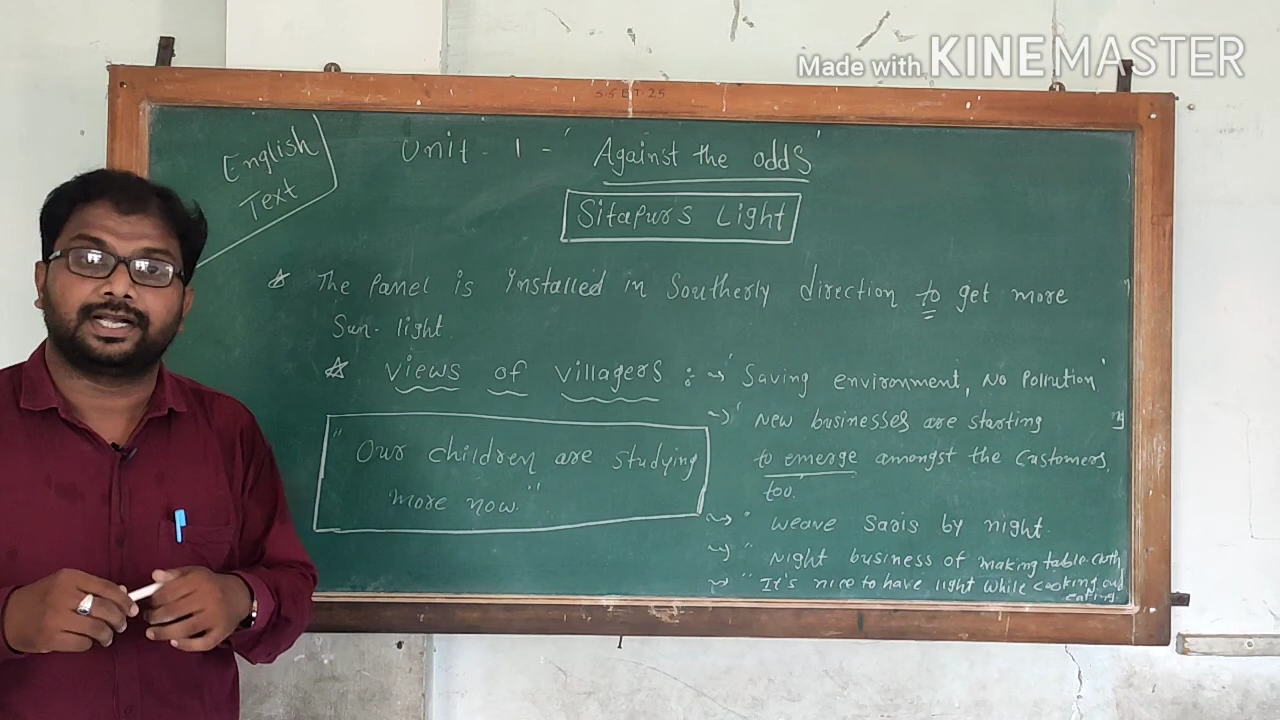 Made with KINEMASTER
S.S.E.T.25
English
Text
Unit - 1 - ' Against the odds '
Sitapur's Light
The Panel is Installed in Southerly direction to get more
Sun-light
Views of villagers : ' Saving environment, No Pollution '
' New businesses are starting
to emerge amongst the Customers,
too.
" Our children are studying
more now. "
" weave saris by night.
" Night business of making table-cloth
" It's nice to have light while cooking and
eating.